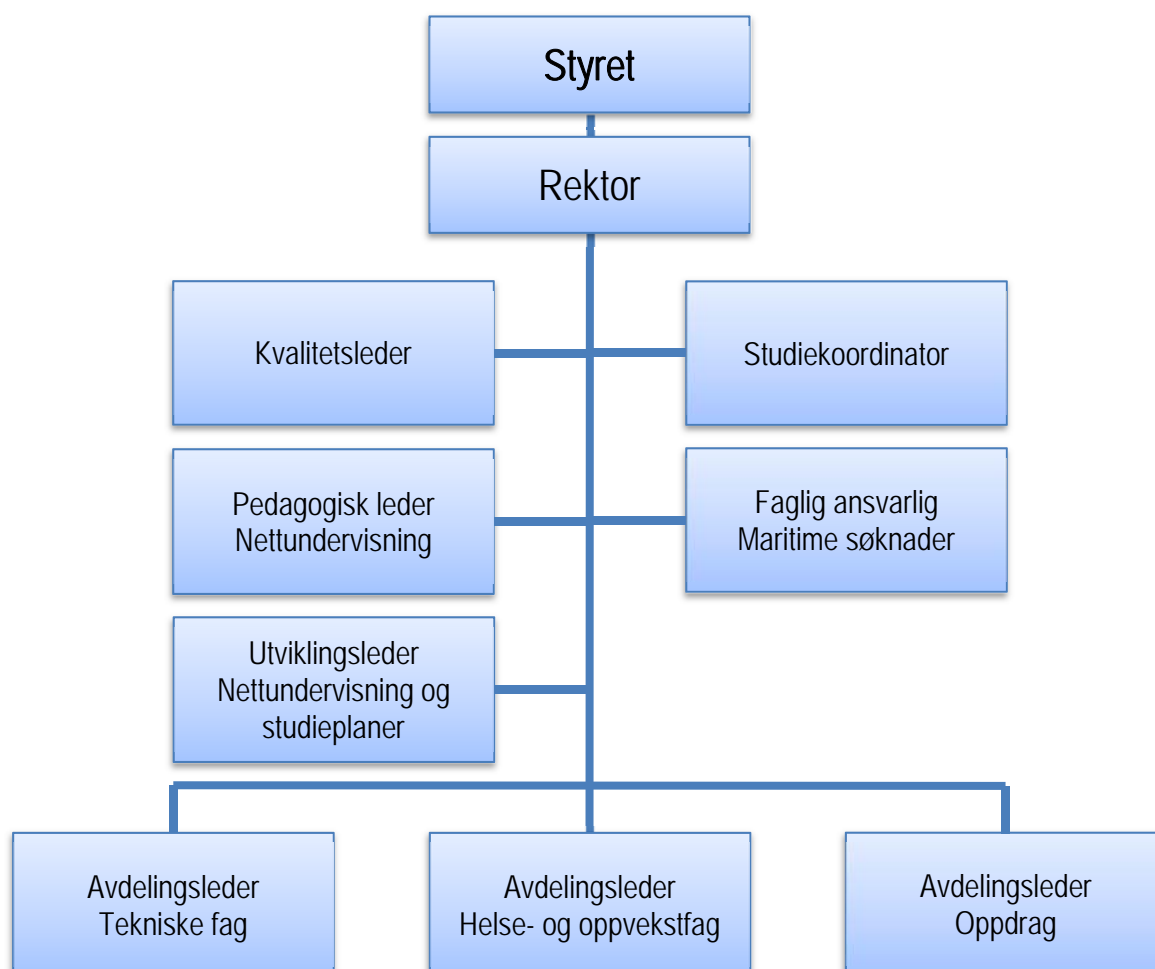 Styret
Rektor
Kvalitetsleder
Studiekoordinator
Pedagogisk leder
Nettundervisning
Faglig ansvarlig
Maritime søknader
Utviklingsleder
Nettundervisning og
studieplaner
Avdelingsleder
Tekniske fag
Avdelingsleder
Helse- og oppvekstfag
Avdelingsleder
Oppdrag